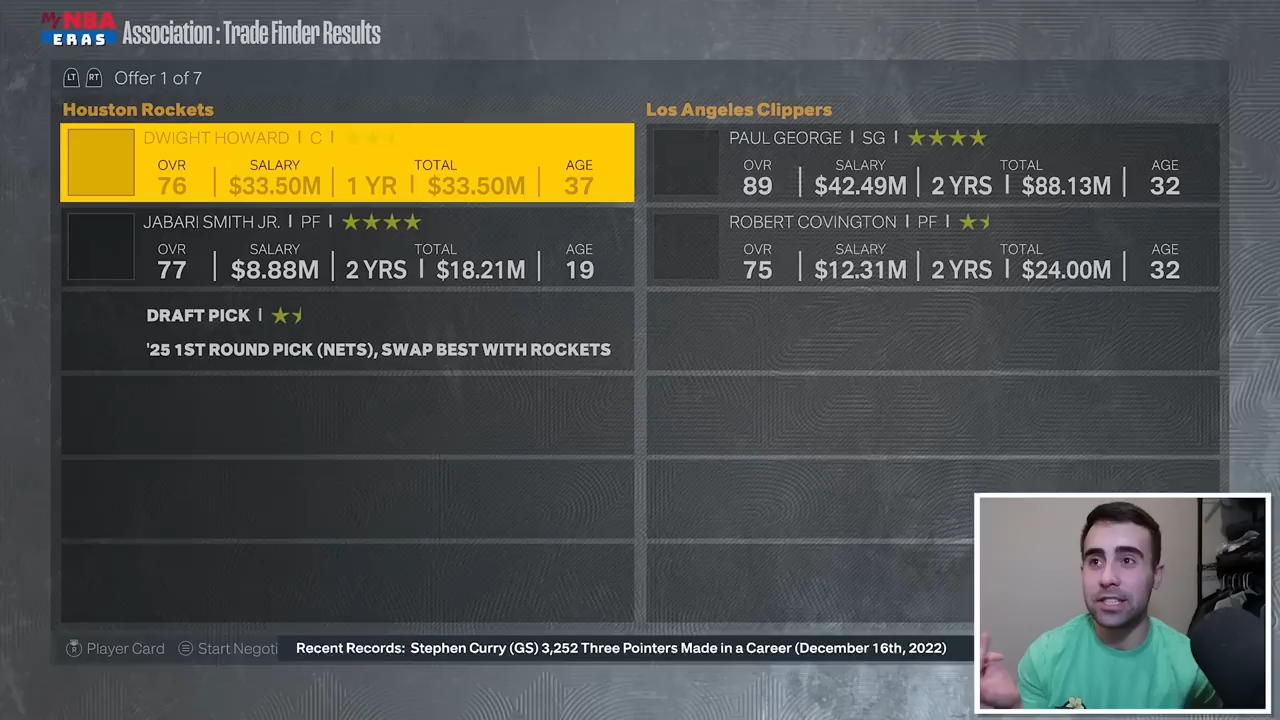 MyNBA
ERAS
Association : Trade Finder Results
LT RT Offer 1 of 7
Houston Rockets
DWIGHT HOWARD | C |
OVR SALARY TOTAL AGE
76 | $33.50M | 1 YR | $33.50M | 37
JABARI SMITH JR. | PF |
OVR SALARY TOTAL AGE
77 | $8.88M | 2 YRS | $18.21M | 19
DRAFT PICK |
'25 1ST ROUND PICK (NETS), SWAP BEST WITH ROCKETS
Los Angeles Clippers
PAUL GEORGE | SG |
OVR SALARY TOTAL AGE
89 | $42.49M | 2 YRS | $88.13M | 32
ROBERT COVINGTON | PF |
OVR SALARY TOTAL AGE
75 | $12.31M | 2 YRS | $24.00M | 32
R Player Card Start Negoti
Recent Records: Stephen Curry (GS) 3,252 Three Pointers Made in a Career (December 16th, 2022)